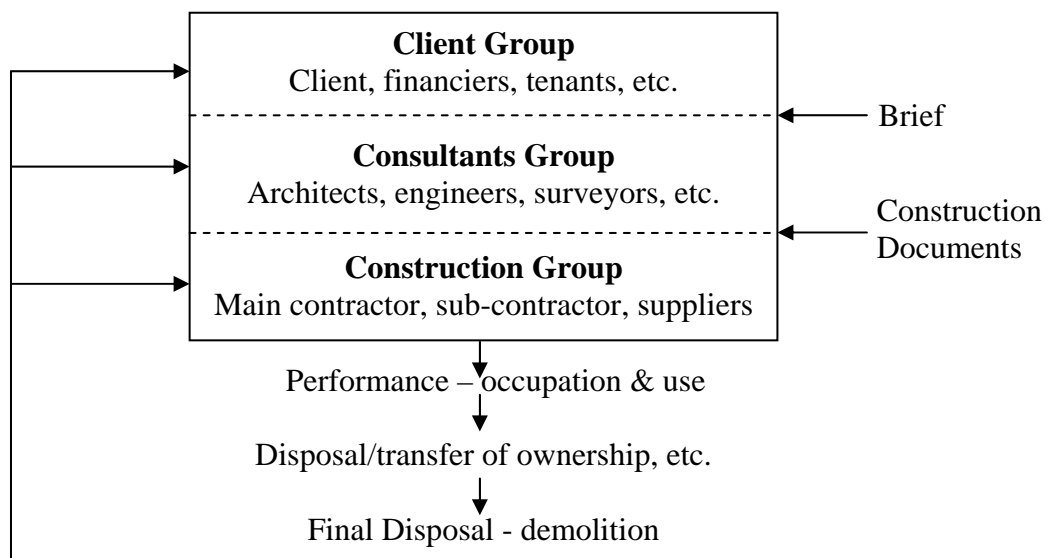 Client Group
Client, financiers, tenants, etc.
Brief
Consultants Group
Architects, engineers, surveyors, etc.
Construction
Documents
Construction Group
Main contractor, sub-contractor, suppliers
Performance – occupation & use
Disposal/transfer of ownership, etc.
Final Disposal - demolition